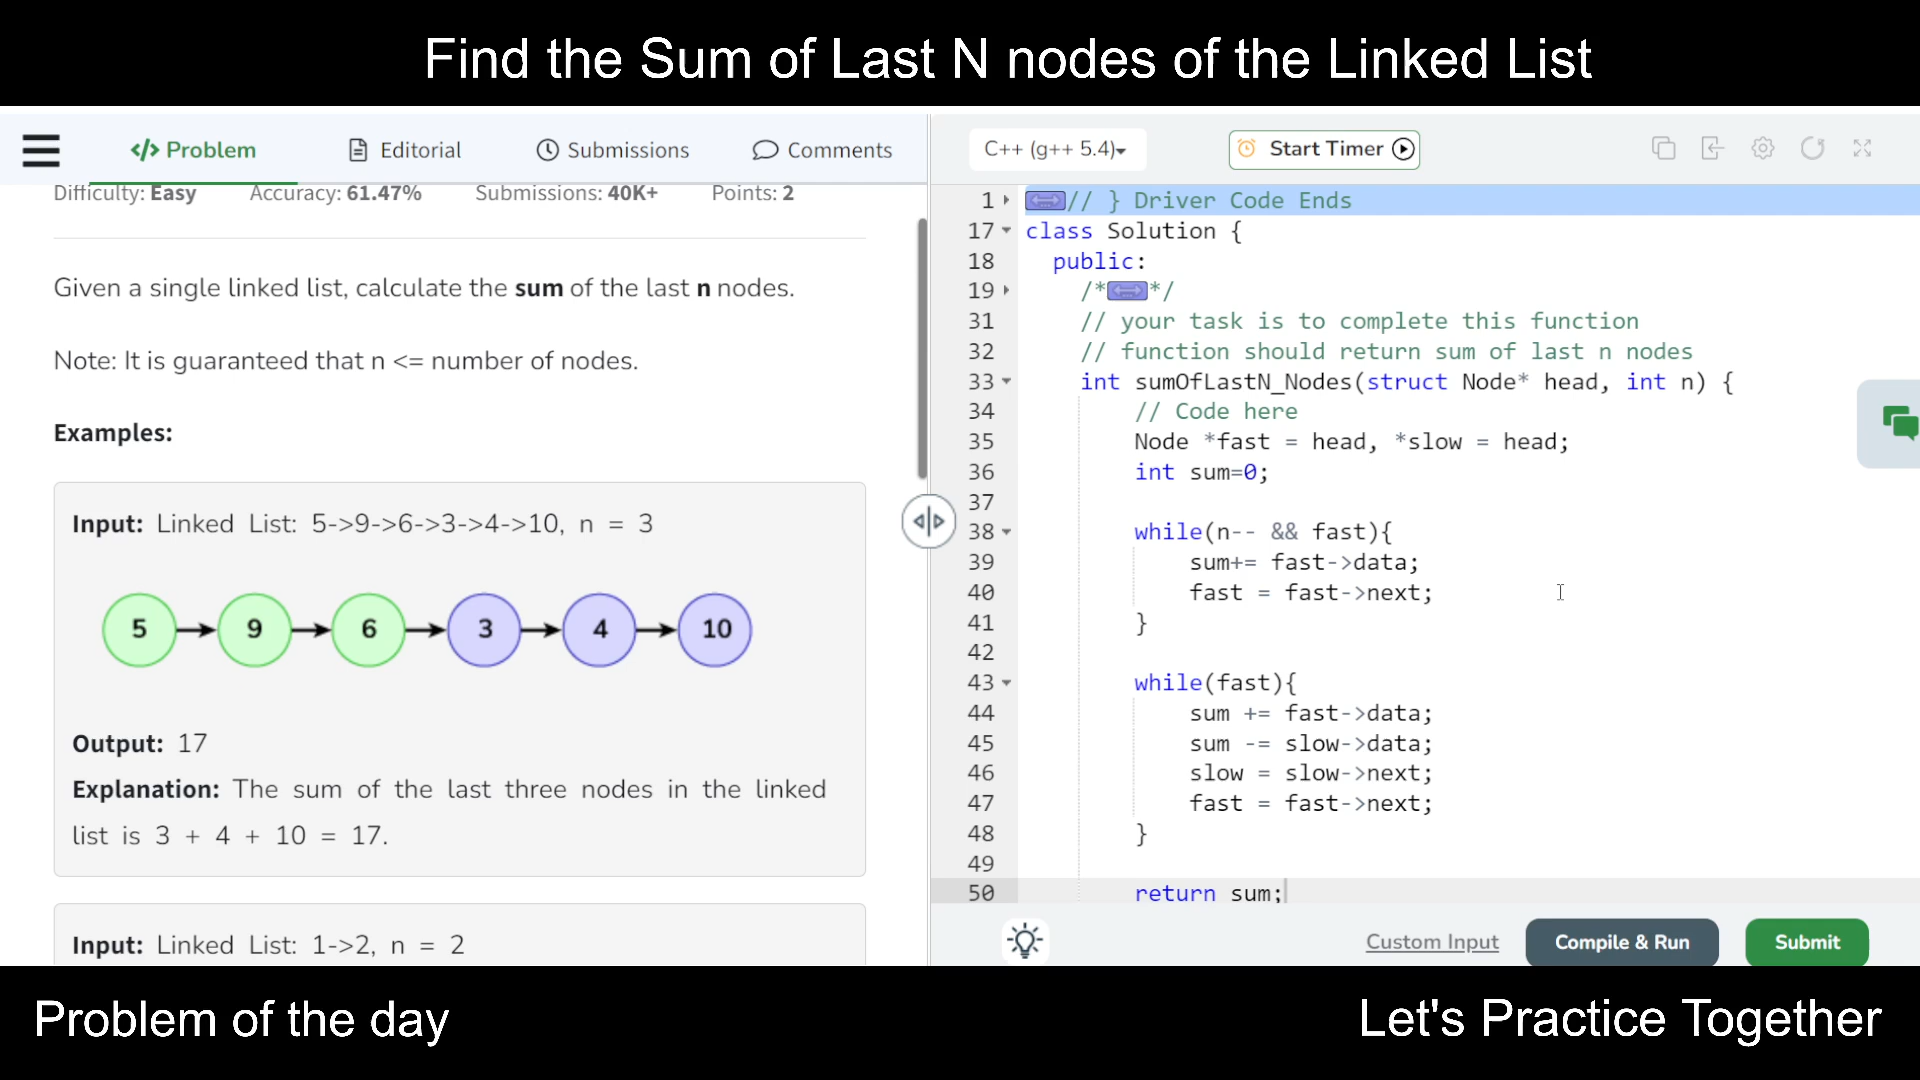 Find the Sum of Last N nodes of the Linked List
</> Problem
Editorial
Submissions
Comments
C++ (g++ 5.4)
Start Timer
Difficulty: Easy Accuracy: 61.47% Submissions: 40K+ Points: 2
Given a single linked list, calculate the sum of the last n nodes.
Note: It is guaranteed that n <= number of nodes.
Examples:
Input: Linked List: 5->9->6->3->4->10, n = 3
5 9 6 3 4 10
Output: 17
Explanation: The sum of the last three nodes in the linked
list is 3 + 4 + 10 = 17.
Input: Linked List: 1->2, n = 2
1 // } Driver Code Ends
17 class Solution {
18 public:
19 /* */
31 // your task is to complete this function
32 // function should return sum of last n nodes
33 int sumOfLastN_Nodes(struct Node* head, int n) {
34 // Code here
35 Node *fast = head, *slow = head;
36 int sum=0;
37
38 while(n-- && fast){
39 sum+= fast->data;
40 fast = fast->next;
41 }
42
43 while(fast){
44 sum += fast->data;
45 sum -= slow->data;
46 slow = slow->next;
47 fast = fast->next;
48 }
49
50 return sum;
Custom Input
Compile & Run
Submit
Problem of the day
Let's Practice Together